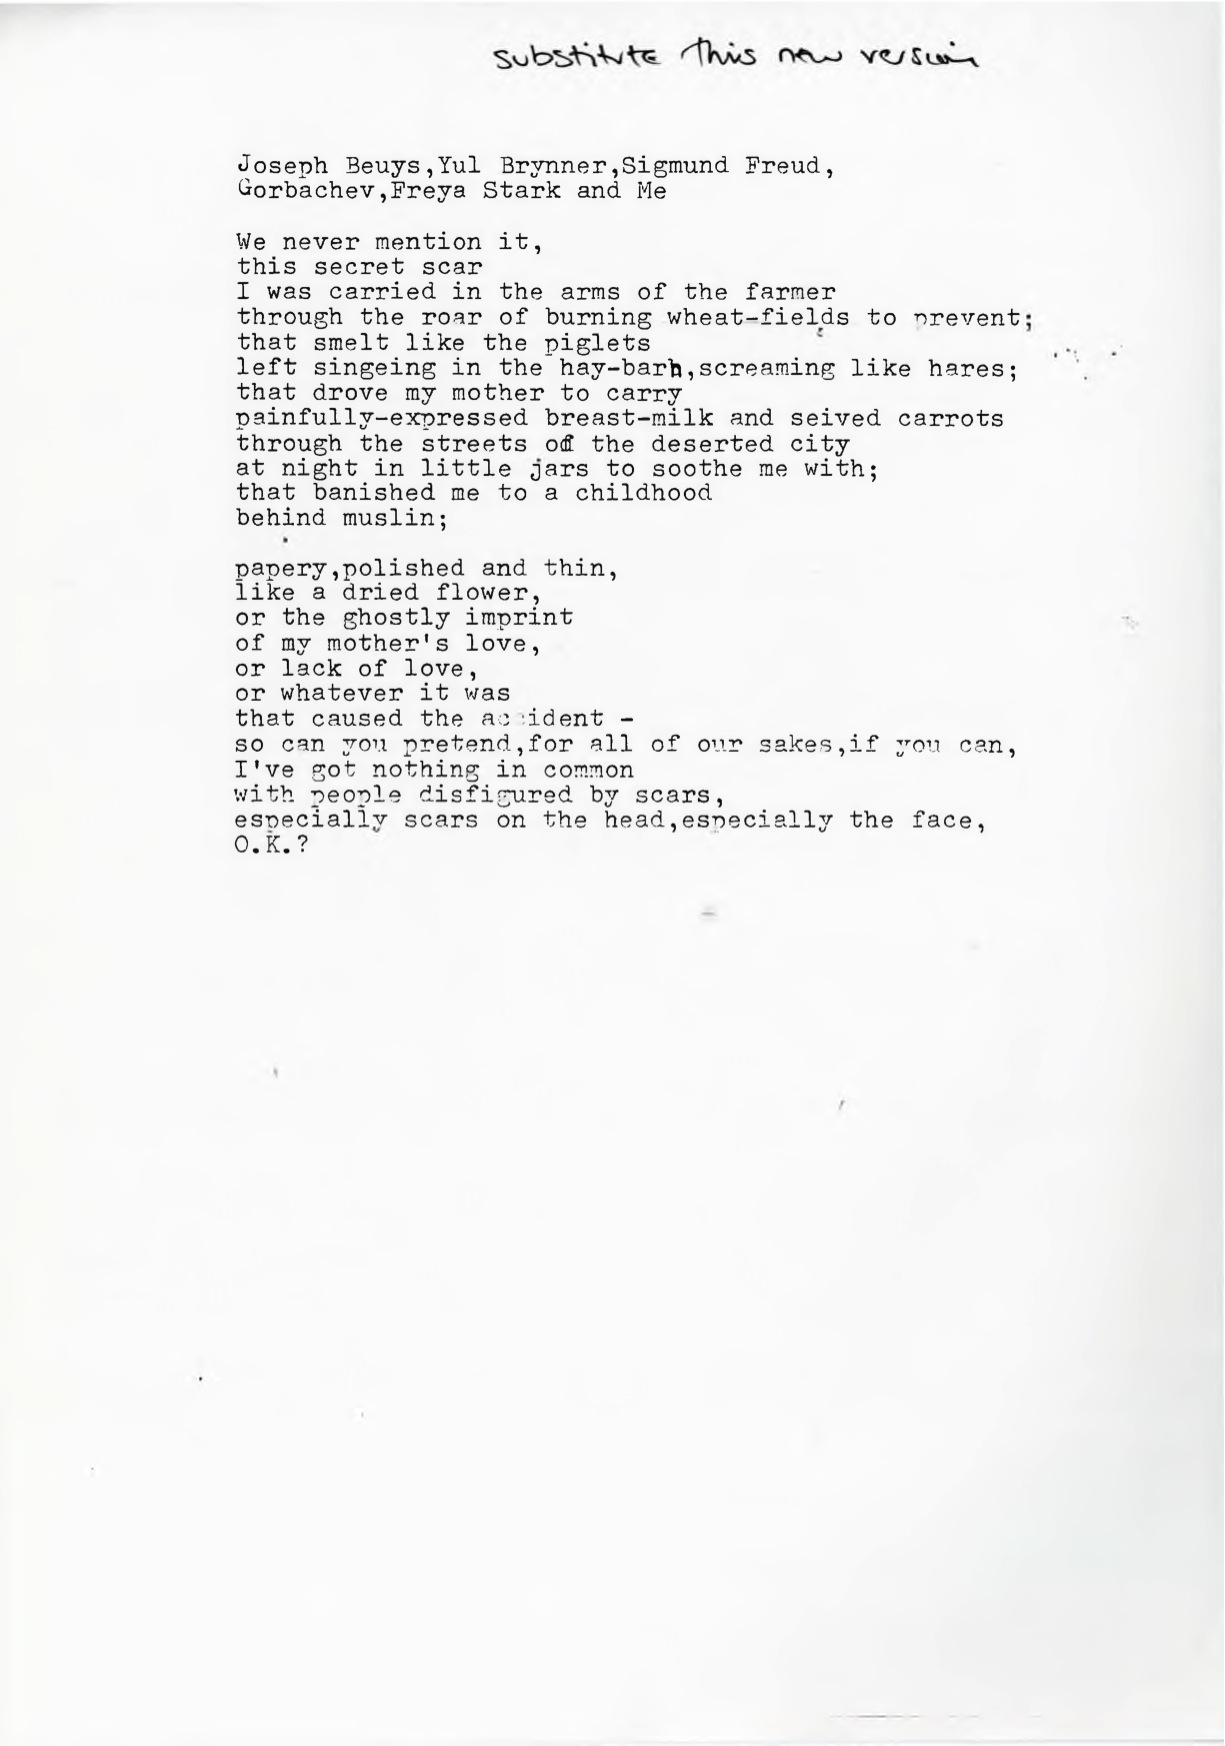 substitute this new version
Joseph Beuys,Yul Brynner,Sigmund Freud,
Gorbachev,Freya Stark and Me
We never mention it,
this secret scar
I was carried in the arms of the farmer
through the roar of burning wheat-fields to prevent;
that smelt like the piglets
left singeing in the hay-barn,screaming like hares;
that drove my mother to carry
painfully-expressed breast-milk and seived carrots
through the streets of the deserted city
at night in little jars to soothe me with;
that banished me to a childhood
behind muslin;
papery,polished and thin,
like a dried flower,
or the ghostly imprint
of my mother's love,
or lack of love,
or whatever it was
that caused the accident -
so can you pretend,for all of our sakes,if you can,
I've got nothing in common
with people disfigured by scars,
especially scars on the head,especially the face,
O.K.?